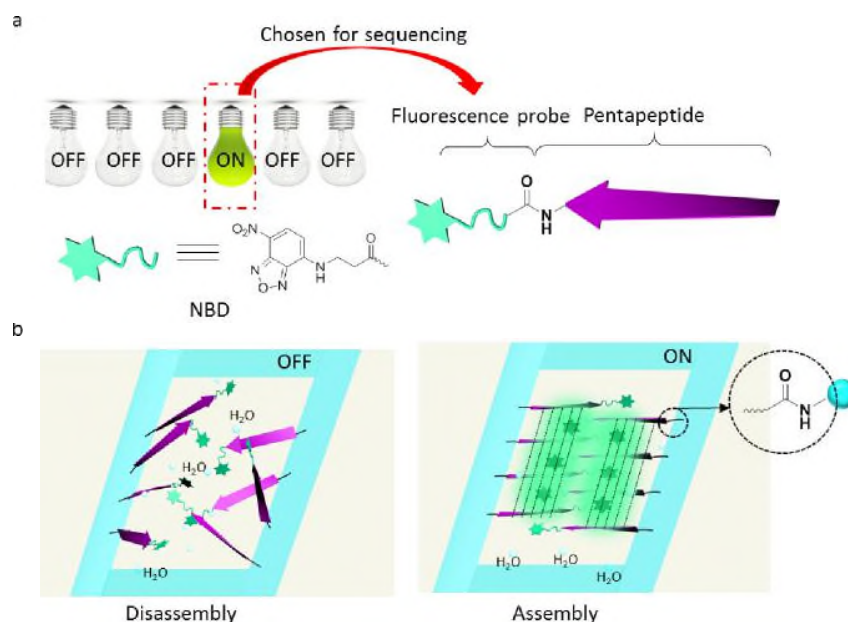 a
Chosen for sequencing
Fluorescence probe Pentapeptide
OFF OFF OFF ON OFF OFF
O
N
H
O₂N
O
N
H
N
O
N
NBD
b
OFF
H₂O
H₂O
H₂O
Disassembly
ON
H₂O
H₂O
H₂O
Assembly
O
N
H